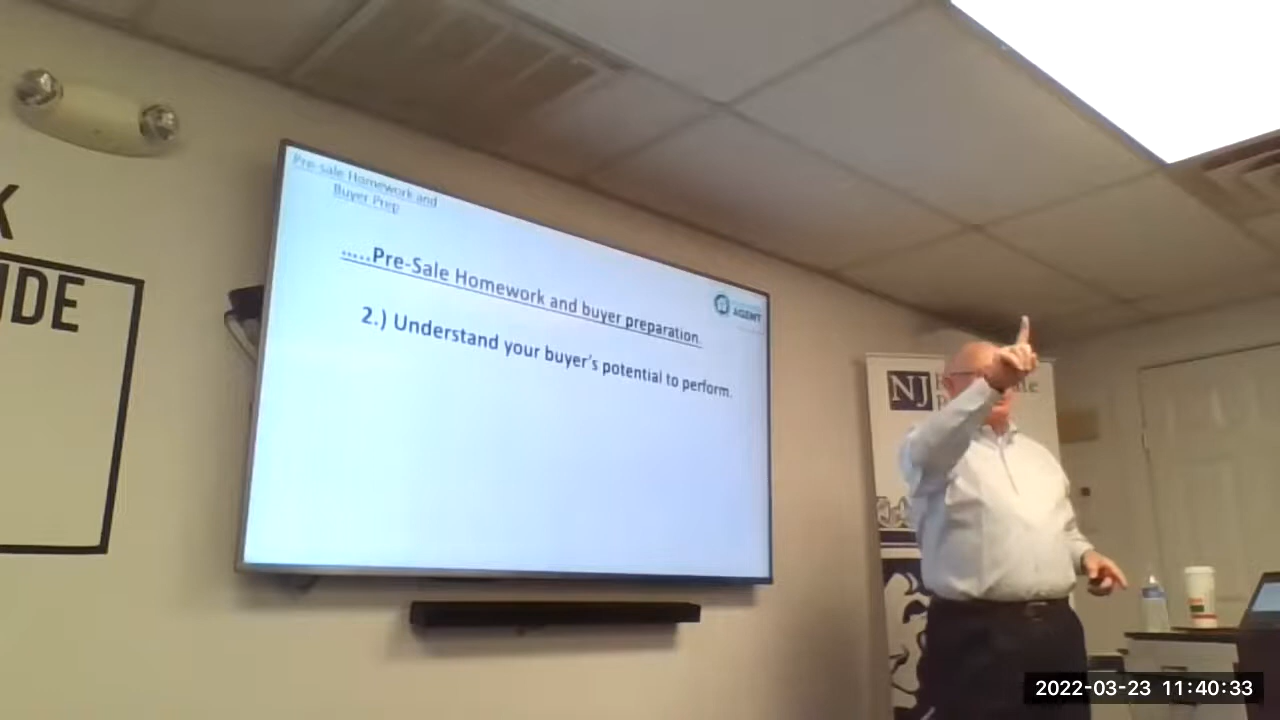 K
IDE
Pre-sale Homework and
Buyer Prep
.....Pre-Sale Homework and buyer preparation.
2.) Understand your buyer's potential to perform.
AGENT
NJ
2022-03-23 11:40:33